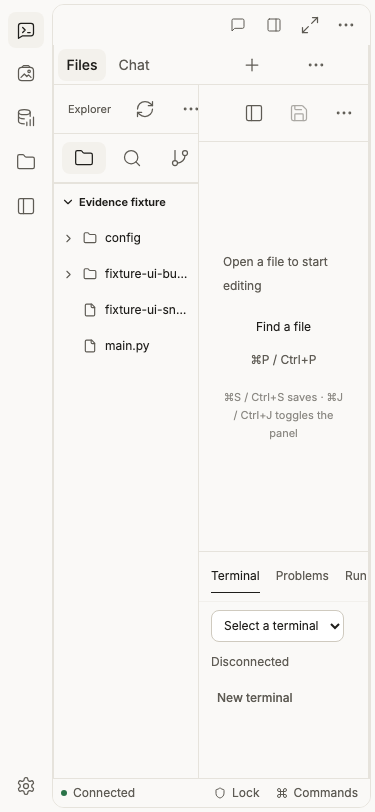 Files Chat
Explorer
Evidence fixture
config
fixture-ui-bu...
fixture-ui-sn...
main.py
Open a file to start
editing
Find a file
⌘P / Ctrl+P
⌘S / Ctrl+S saves · ⌘J
/ Ctrl+J toggles the
panel
Terminal Problems Run
Select a terminal
Disconnected
New terminal
Connected Lock ⌘ Commands